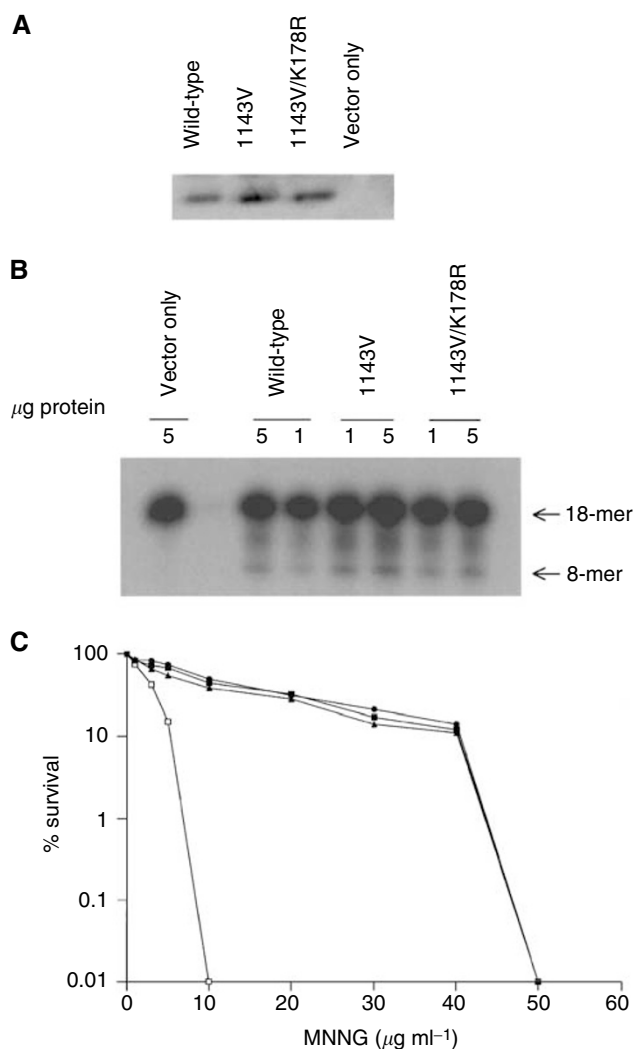 A
Wild-type
1143V
1143V/K178R
Vector only
B
Vector only
Wild-type
1143V
1143V/K178R
μg protein
5 5 1 1 5 1 5
18-mer
8-mer
C
100
10
1
0.1
0.01
% survival
0 10 20 30 40 50 60
MNNG (μg ml⁻¹)